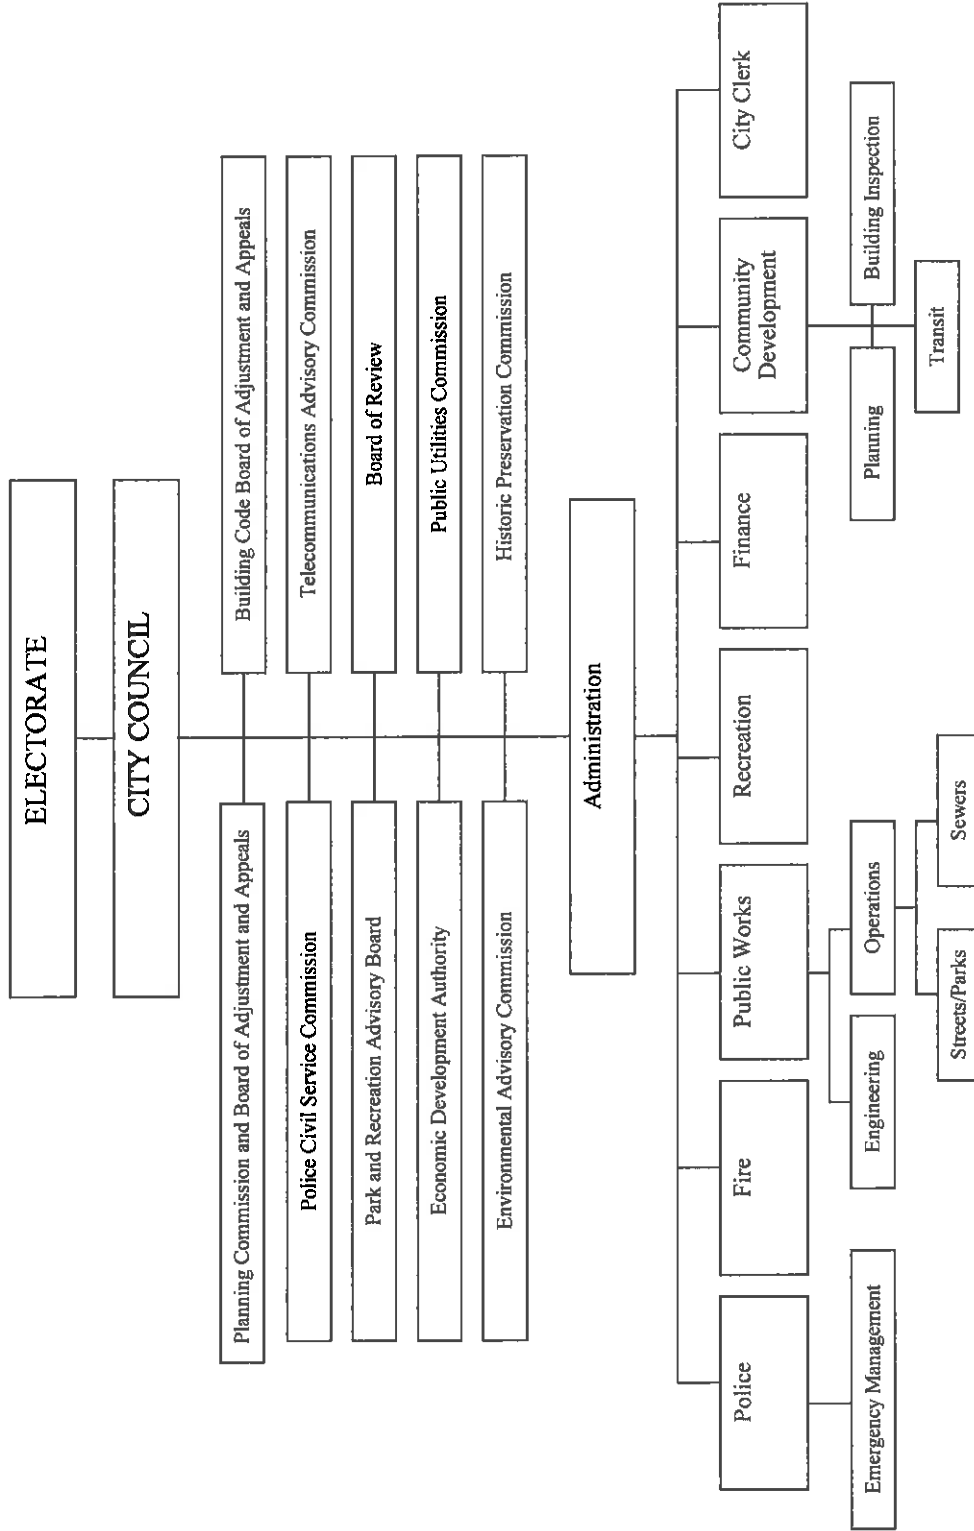 ELECTORATE
CITY COUNCIL
Planning Commission and Board of Adjustment and Appeals
Building Code Board of Adjustment and Appeals
Police Civil Service Commission
Telecommunications Advisory Commission
Park and Recreation Advisory Board
Board of Review
Economic Development Authority
Public Utilities Commission
Environmental Advisory Commission
Historic Preservation Commission
Administration
Police
Fire
Public Works
Recreation
Finance
Community
Development
City Clerk
Emergency Management
Engineering
Operations
Planning
Building Inspection
Streets/Parks
Sewers
Transit